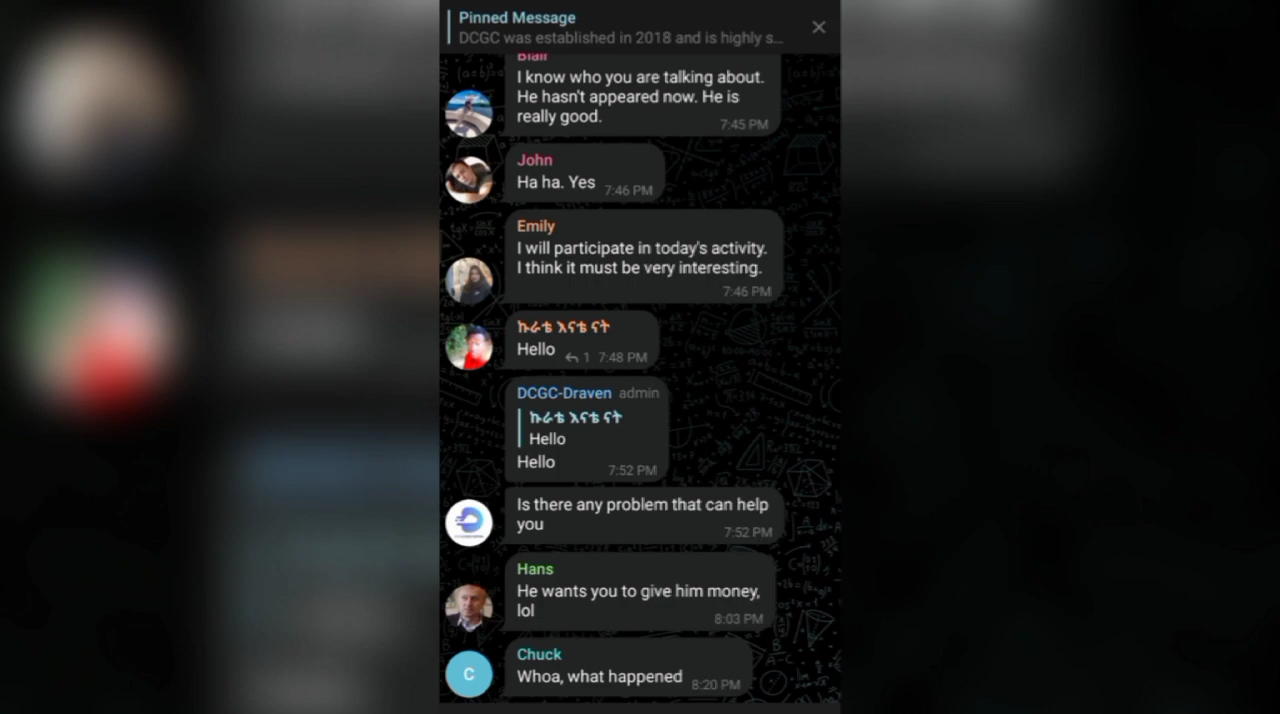 Pinned Message
DCGC was established in 2018 and is highly s...
Blair
I know who you are talking about.
He hasn't appeared now. He is
really good.
7:45 PM
John
Ha ha. Yes
7:46 PM
Emily
I will participate in today's activity.
I think it must be very interesting.
7:46 PM
ኩራቴ እናቴ ናት
Hello
1 7:48 PM
DCGC-Draven admin
ኩራቴ እናቴ ናት
Hello
Hello
7:52 PM
Is there any problem that can help
you
7:52 PM
Hans
He wants you to give him money,
lol
8:03 PM
C
Chuck
Whoa, what happened
8:20 PM